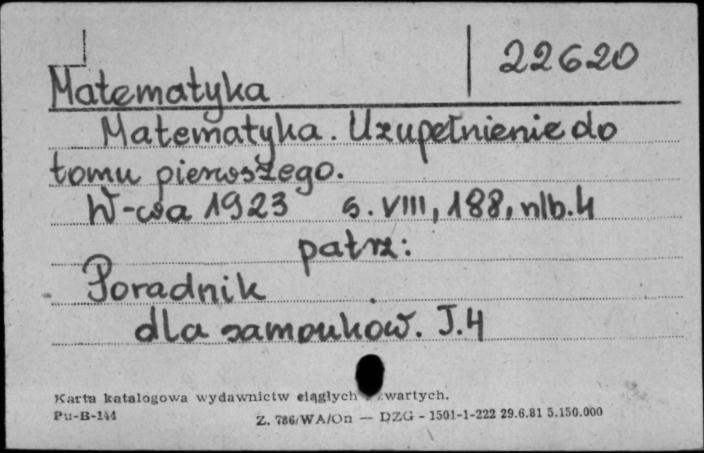 22620
Matematyka
Matematyka. Uzupełnienie do
tomu pierwszego.
W-wa 1923 s. VIII, 188, nlb. 4
patrz:
Poradnik
dla samouków. T. 4
Karta katalogowa wydawnictw ciągłych zwartych.
Pu-B-144 Z. 786/WA/On — DZG - 1501-1-222 29.6.81 5.150.000